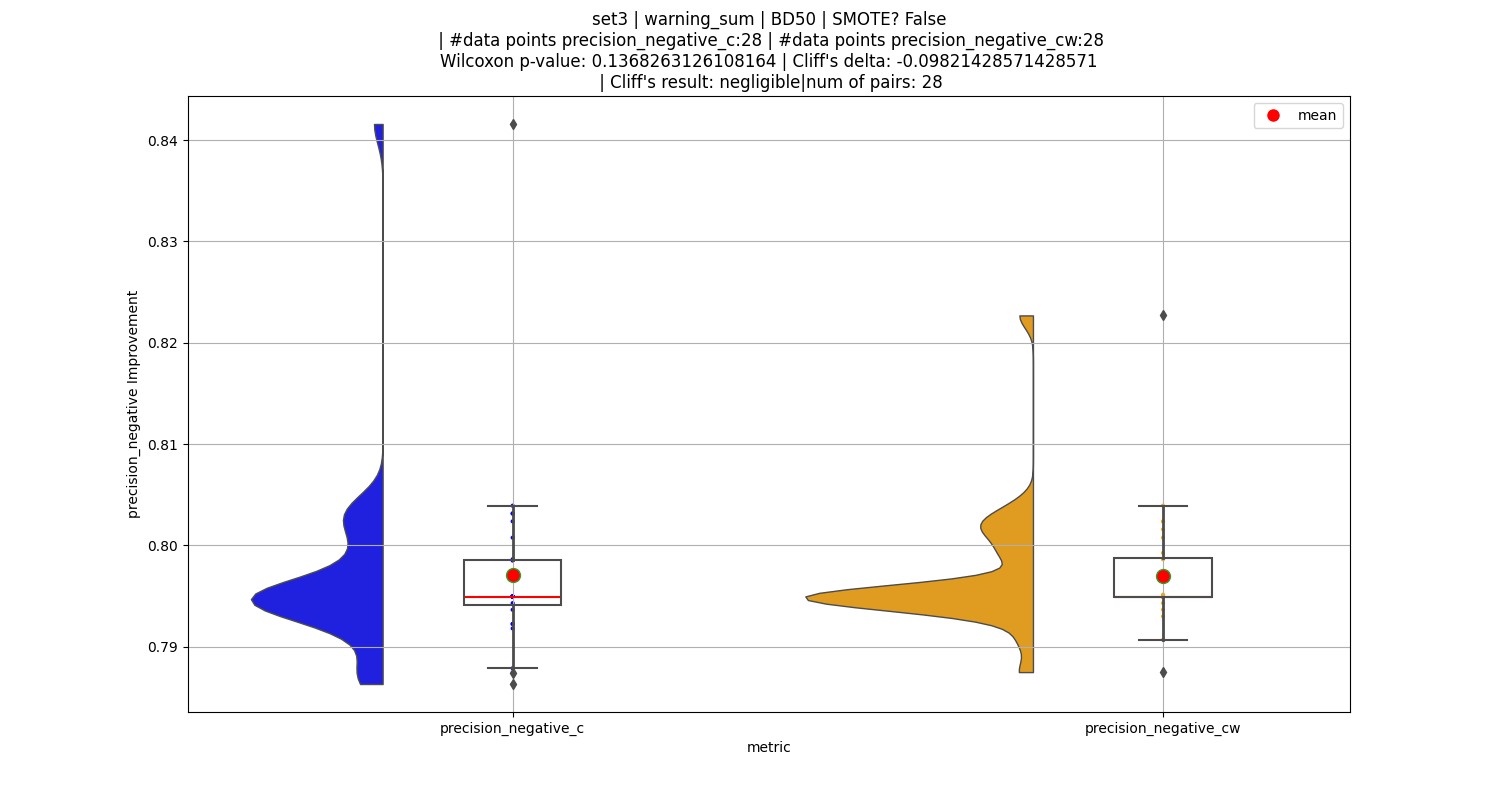 set3 | warning_sum | BD50 | SMOTE? False
| #data points precision_negative_c:28 | #data points precision_negative_cw:28
Wilcoxon p-value: 0.1368263126108164 | Cliff's delta: -0.09821428571428571
| Cliff's result: negligible|num of pairs: 28
mean
0.84
0.83
0.82
0.81
0.80
0.79
precision_negative Improvement
precision_negative_c
precision_negative_cw
metric